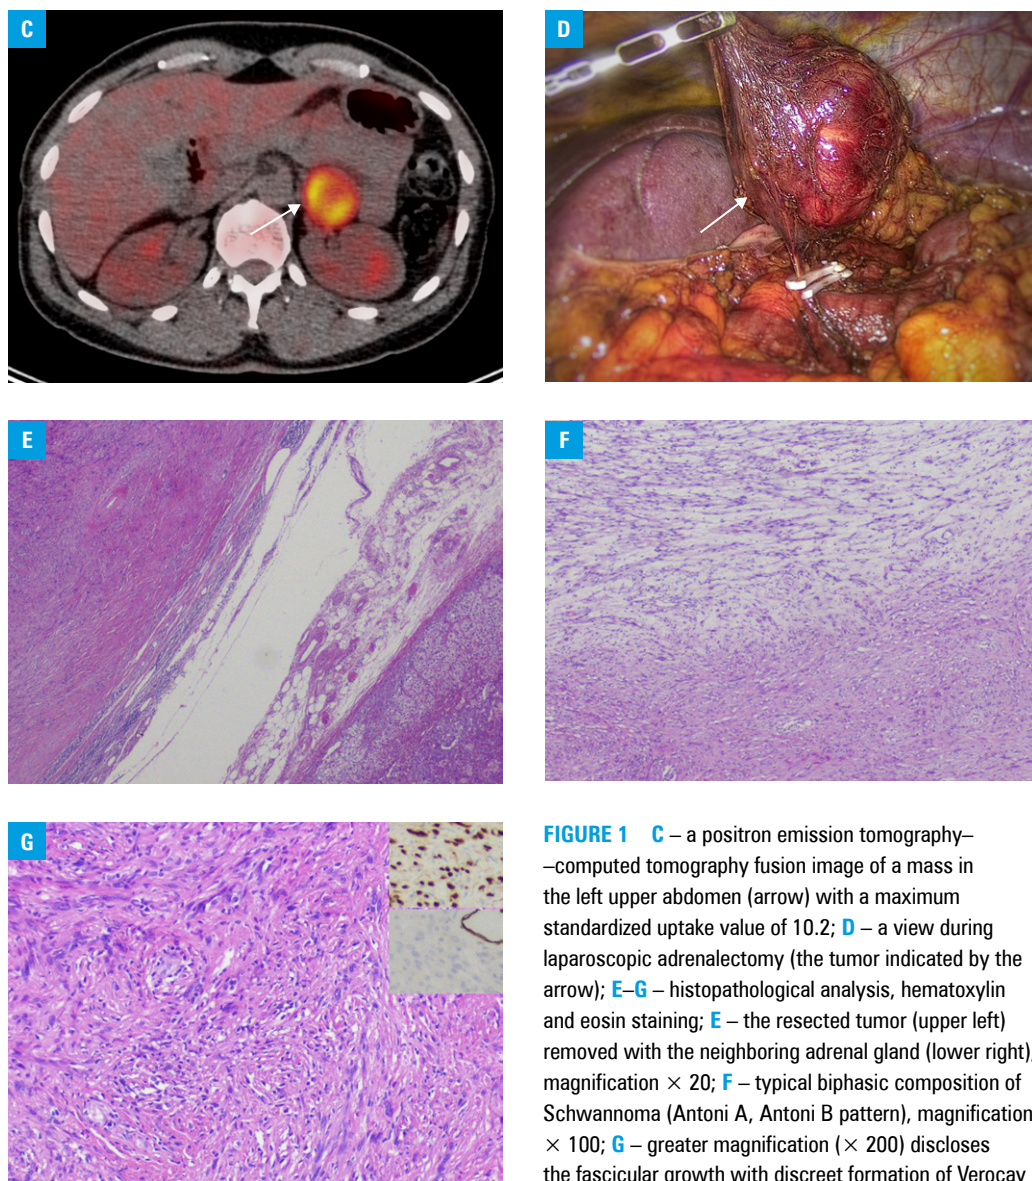 C
D
E
F
G
FIGURE 1 C – a positron emission tomography–
–computed tomography fusion image of a mass in
the left upper abdomen (arrow) with a maximum
standardized uptake value of 10.2; D – a view during
laparoscopic adrenalectomy (the tumor indicated by the
arrow); E–G – histopathological analysis, hematoxylin
and eosin staining; E – the resected tumor (upper left)
removed with the neighboring adrenal gland (lower right),
magnification × 20; F – typical biphasic composition of
Schwannoma (Antoni A, Antoni B pattern), magnification
× 100; G – greater magnification (× 200) discloses
the fascicular growth with discreet formation of Verocay